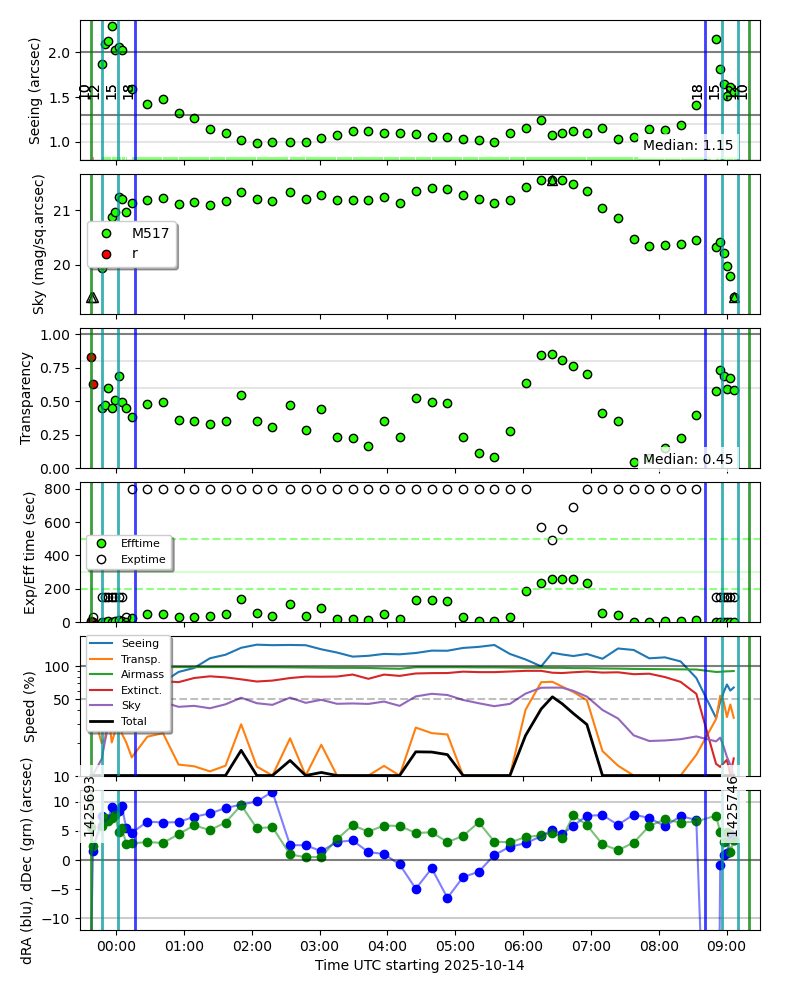 2.0
1.5
1.0
Seeing (arcsec)
10
12
15
18
18
15
12
10
Median: 1.15
21
20
Sky (mag/sq.arcsec)
M517
r
1.00
0.75
0.50
0.25
0.00
Transparency
Median: 0.45
800
600
400
200
0
Exp/Eff time (sec)
Efftime
Exptime
100
50
10
Speed (%)
Seeing
Transp.
Airmass
Extinct.
Sky
Total
10
5
0
−5
−10
dRA (blu), dDec (grn) (arcsec)
1425693
1425746
00:00
01:00
02:00
03:00
04:00
05:00
06:00
07:00
08:00
09:00
Time UTC starting 2025-10-14